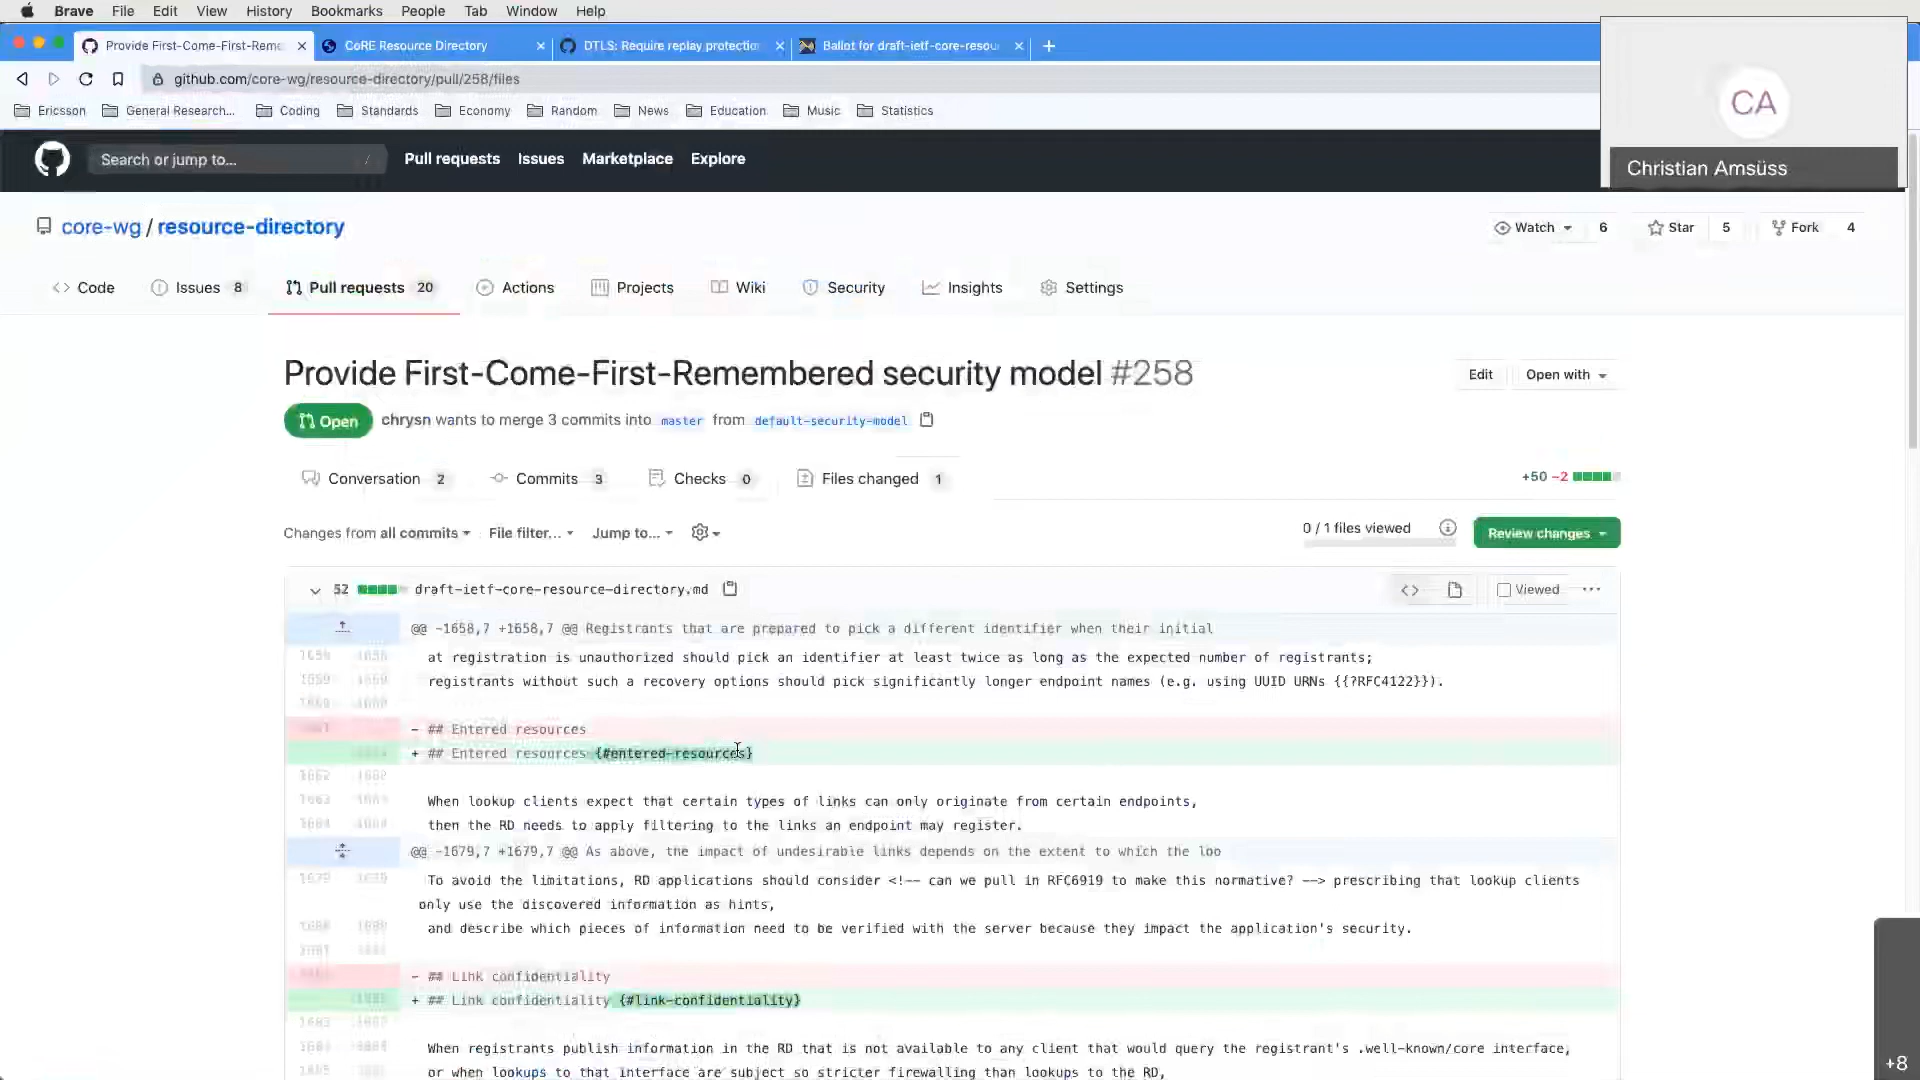 Brave File Edit View History Bookmarks People Tab Window Help
Provide First-Come-First-Reme
CoRE Resource Directory
DTLS: Require replay protectio
Ballot for draft-ietf-core-resou
github.com/core-wg/resource-directory/pull/258/files
Ericsson General Research... Coding Standards Economy Random News Education Music Statistics
CA
Christian Amsüss
Search or jump to... / Pull requests Issues Marketplace Explore
core-wg / resource-directory
Watch 6 Star 5 Fork 4
Code Issues 8 Pull requests 20 Actions Projects Wiki Security Insights Settings
Provide First-Come-First-Remembered security model #258
Edit Open with
Open chrysn wants to merge 3 commits into master from default-security-model
Conversation 2 Commits 3 Checks 0 Files changed 1
+50 −2
Changes from all commits File filter... Jump to...
0 / 1 files viewed Review changes
52 draft-ietf-core-resource-directory.md
Viewed
@@ -1658,7 +1658,7 @@ Registrants that are prepared to pick a different identifier when their initial
at registration is unauthorized should pick an identifier at least twice as long as the expected number of registrants;
registrants without such a recovery options should pick significantly longer endpoint names (e.g. using UUID URNs {{?RFC4122}}).
- ## Entered resources
+ ## Entered resources {#entered-resources}
When lookup clients expect that certain types of links can only originate from certain endpoints,
then the RD needs to apply filtering to the links an endpoint may register.
@@ -1679,7 +1679,7 @@ As above, the impact of undesirable links depends on the extent to which the loo
To avoid the limitations, RD applications should consider <!-- can we pull in RFC6919 to make this normative? --> prescribing that lookup clients
only use the discovered information as hints,
and describe which pieces of information need to be verified with the server because they impact the application's security.
- ## Link confidentiality
+ ## Link confidentiality {#link-confidentiality}
When registrants publish information in the RD that is not available to any client that would query the registrant's .well-known/core interface,
or when lookups to that interface are subject so stricter firewalling than lookups to the RD,
+8